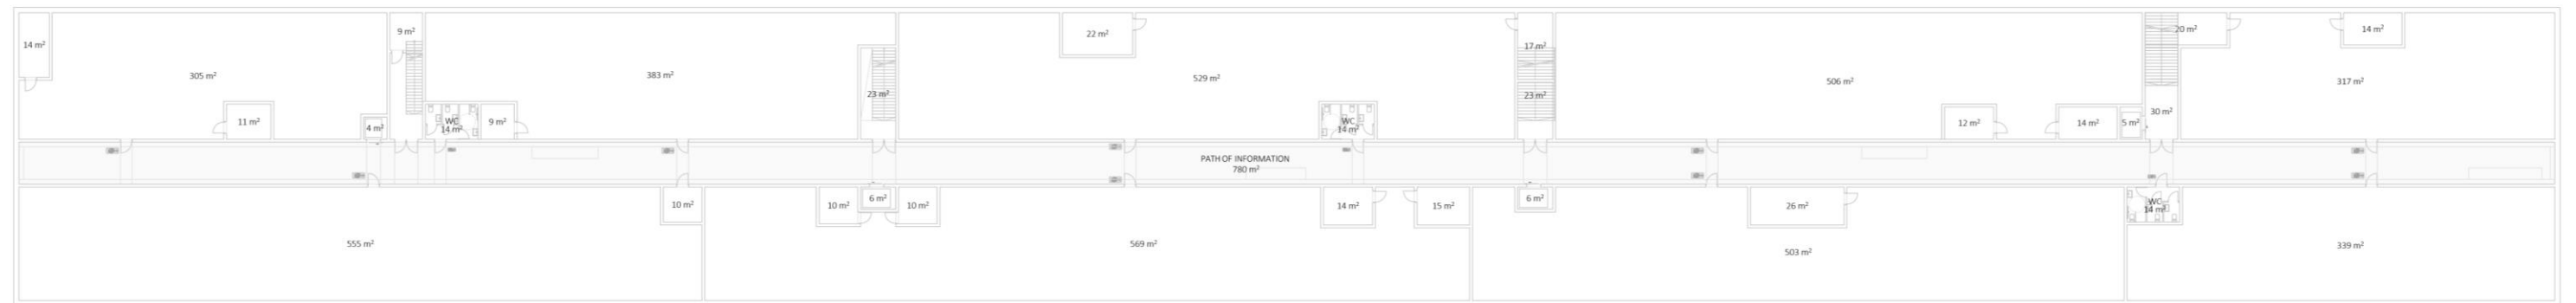 14 m²
9 m²
22 m²
17 m²
20 m²
14 m²
305 m²
383 m²
529 m²
506 m²
317 m²
23 m²
23 m²
11 m²
4 m²
WC
14 m²
9 m²
WC
14 m²
12 m²
14 m²
5 m²
30 m²
PATH OF INFORMATION
780 m²
10 m²
10 m²
6 m²
10 m²
14 m²
15 m²
6 m²
26 m²
WC
14 m²
555 m²
569 m²
503 m²
339 m²